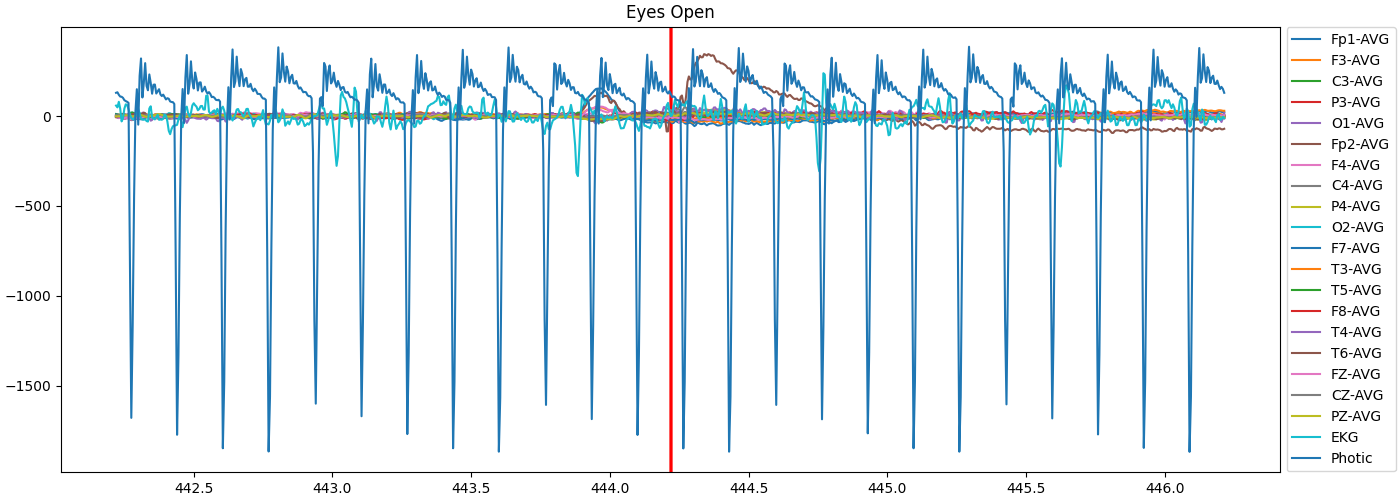 Eyes Open
0
−500
−1000
−1500
442.5
443.0
443.5
444.0
444.5
445.0
445.5
446.0
Fp1-AVG
F3-AVG
C3-AVG
P3-AVG
O1-AVG
Fp2-AVG
F4-AVG
C4-AVG
P4-AVG
O2-AVG
F7-AVG
T3-AVG
T5-AVG
F8-AVG
T4-AVG
T6-AVG
FZ-AVG
CZ-AVG
PZ-AVG
EKG
Photic